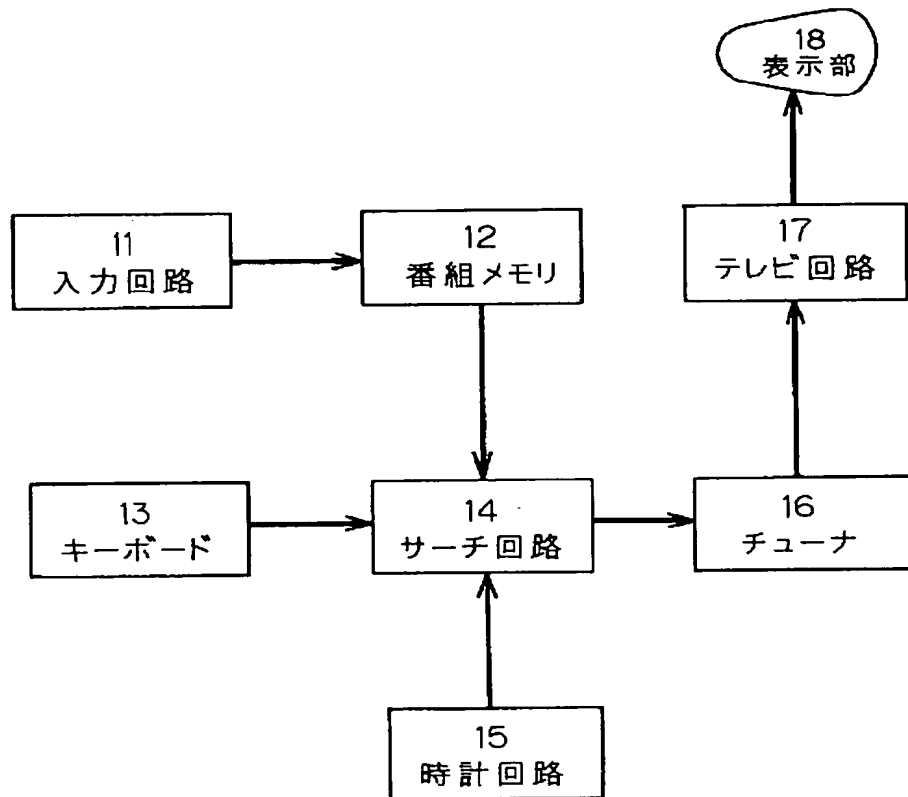 18
表示部
11
入力回路
12
番組メモリ
17
テレビ回路
13
キーボード
14
サーチ回路
16
チューナ
15
時計回路